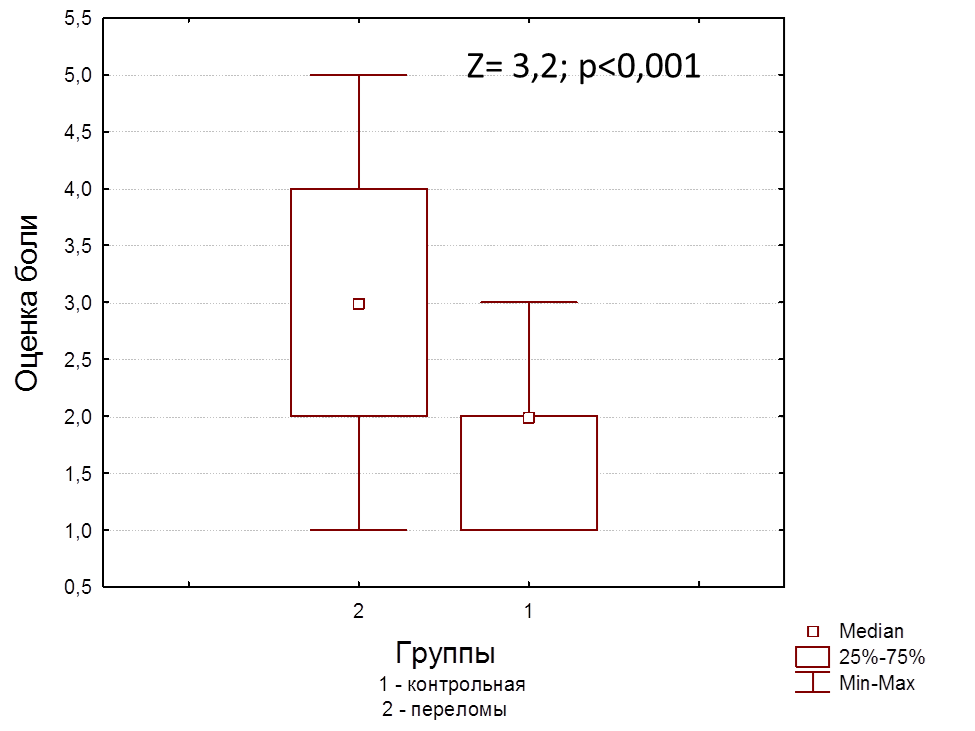 5,5
Z= 3,2; p<0,001
5,0
4,5
4,0
3,5
3,0
2,5
2,0
1,5
1,0
0,5
Оценка боли
2 1
Группы
1 - контрольная
2 - переломы
Median
25%-75%
Min-Max